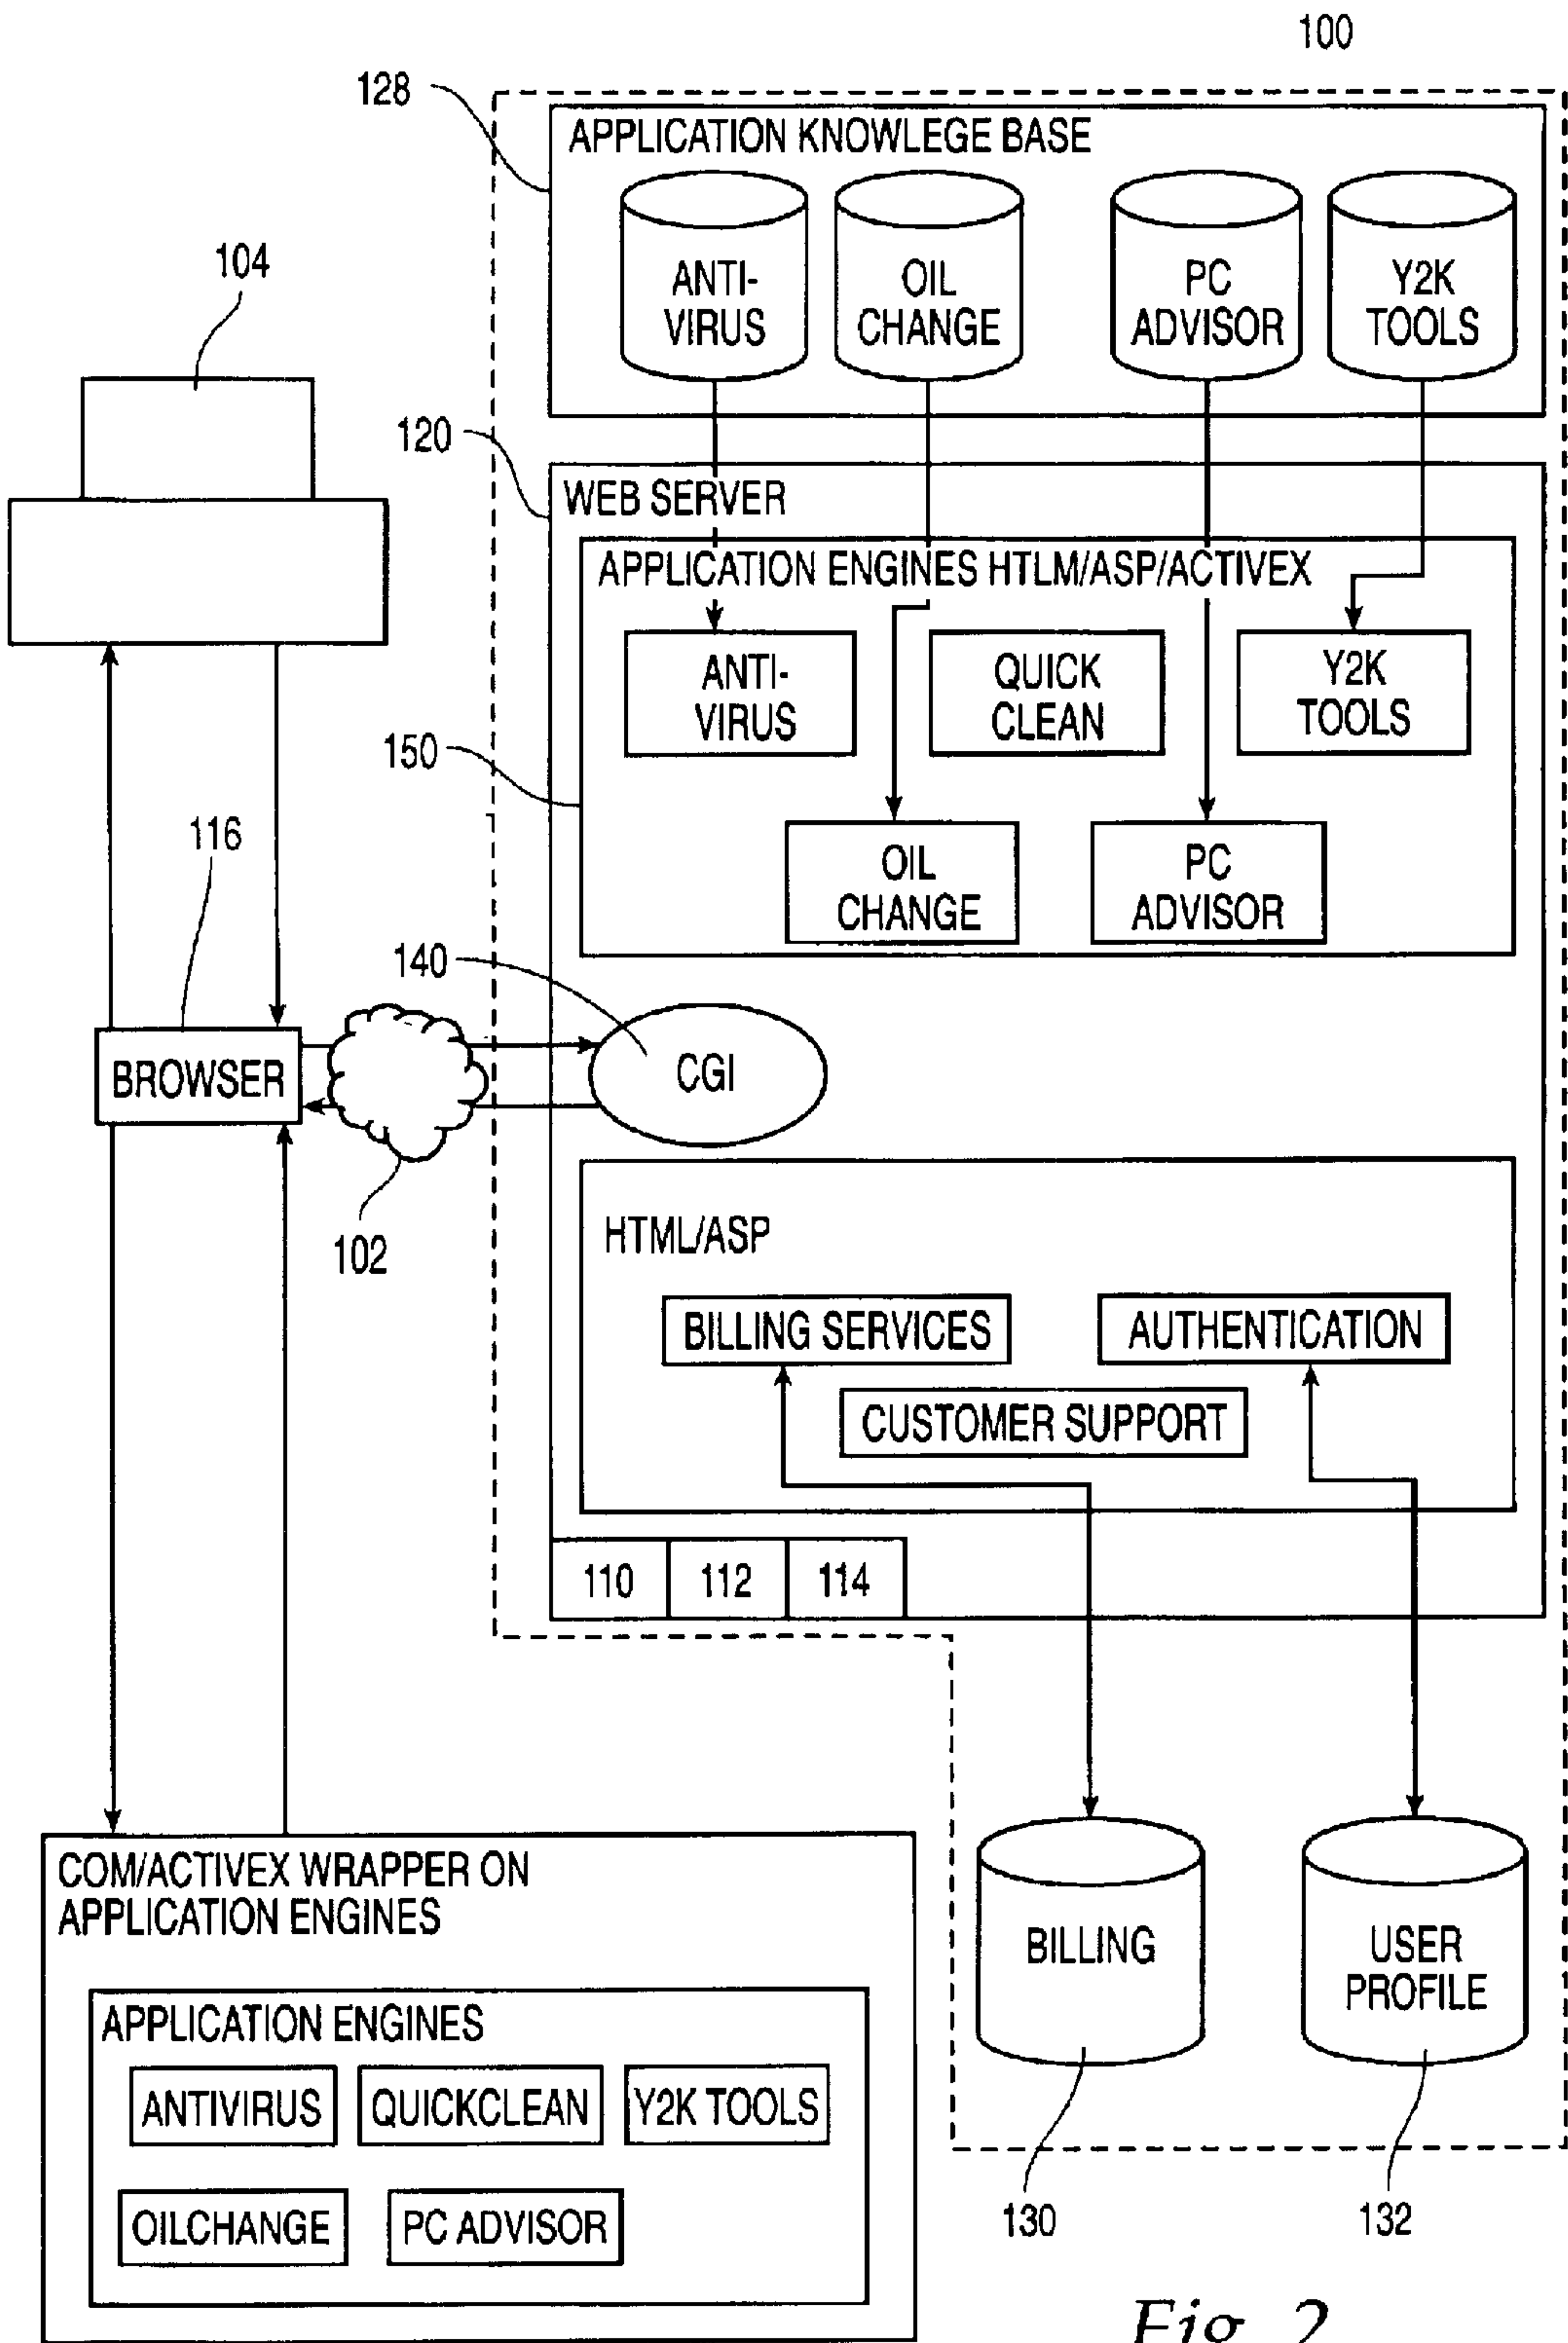 100
128
APPLICATION KNOWLEGE BASE
ANTI-
VIRUS
OIL
CHANGE
PC
ADVISOR
Y2K
TOOLS
104
120
WEB SERVER
APPLICATION ENGINES HTLM/ASP/ACTIVEX
ANTI-
VIRUS
QUICK
CLEAN
Y2K
TOOLS
150
OIL
CHANGE
PC
ADVISOR
116
140
BROWSER
CGI
102
HTML/ASP
BILLING SERVICES
AUTHENTICATION
CUSTOMER SUPPORT
110
112
114
COM/ACTIVEX WRAPPER ON
APPLICATION ENGINES
BILLING
USER
PROFILE
APPLICATION ENGINES
ANTIVIRUS
QUICKCLEAN
Y2K TOOLS
OILCHANGE
PC ADVISOR
130
132
Fig. 2